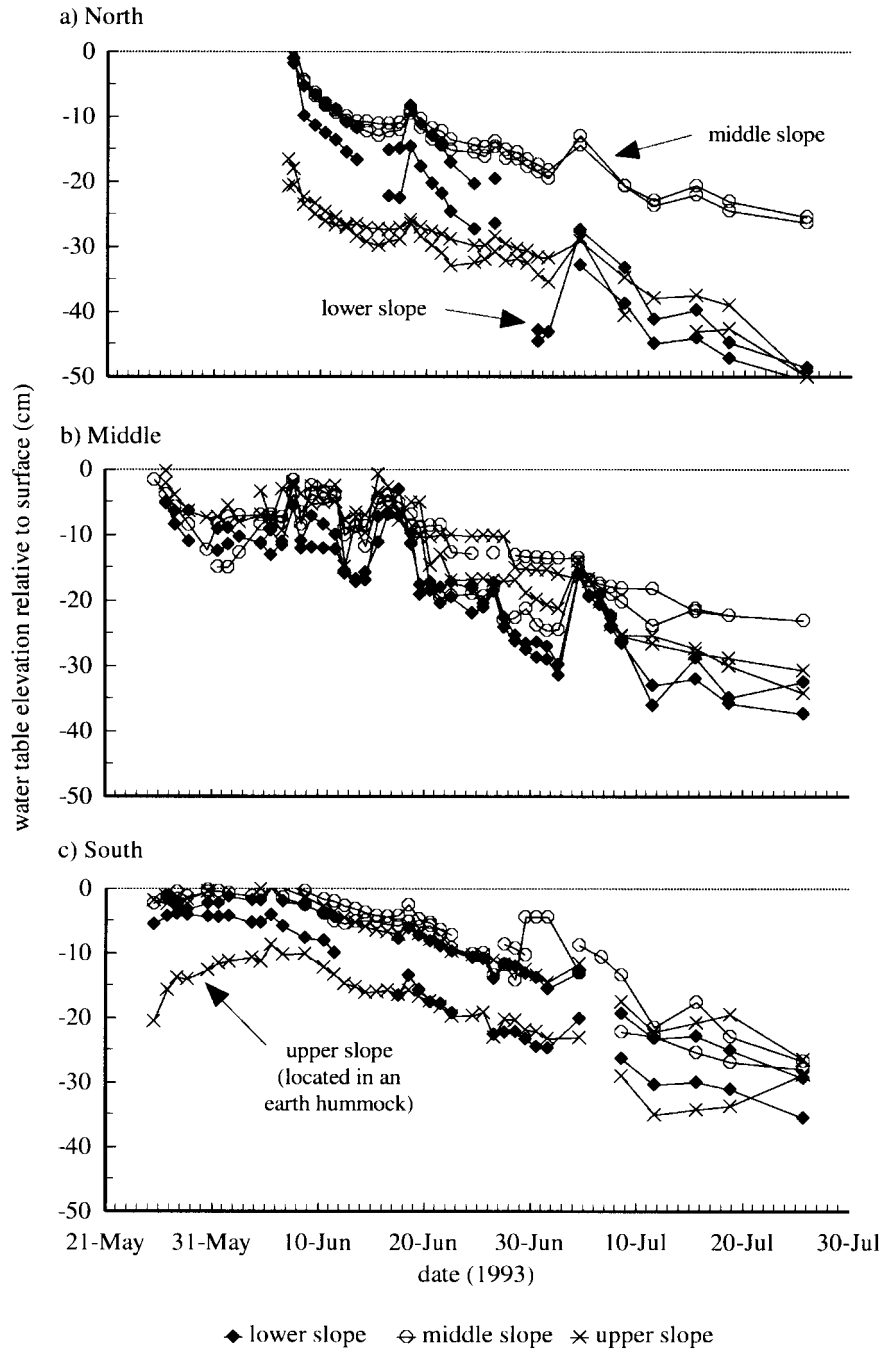 a) North
0
-10
-20
-30
-40
-50
middle slope
lower slope
b) Middle
0
-10
-20
-30
-40
-50
water table elevation relative to surface (cm)
c) South
0
-10
-20
-30
-40
-50
upper slope
(located in an
earth hummock)
21-May
31-May
10-Jun
20-Jun
30-Jun
10-Jul
20-Jul
30-Jul
date (1993)
lower slope
middle slope
upper slope